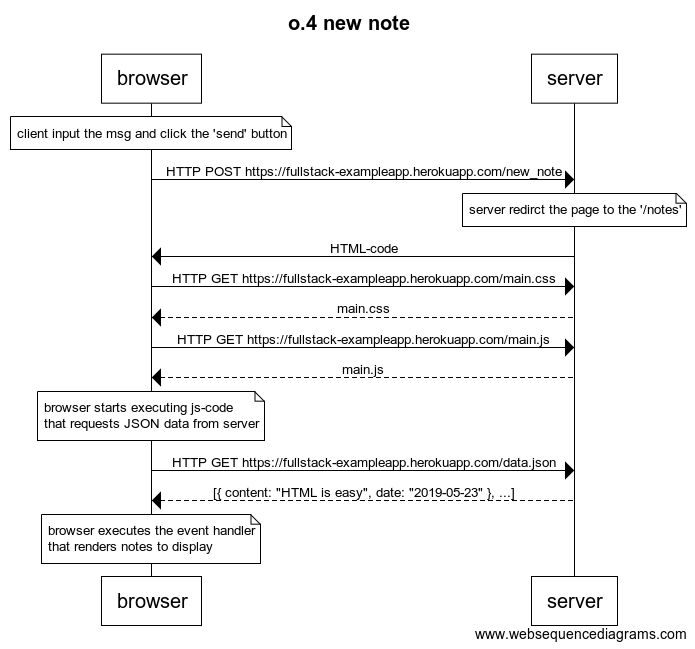 o.4 new note
browser
server
client input the msg and click the 'send' button
HTTP POST https://fullstack-exampleapp.herokuapp.com/new_note
server redirct the page to the '/notes'
HTML-code
HTTP GET https://fullstack-exampleapp.herokuapp.com/main.css
main.css
HTTP GET https://fullstack-exampleapp.herokuapp.com/main.js
main.js
browser starts executing js-code
that requests JSON data from server
HTTP GET https://fullstack-exampleapp.herokuapp.com/data.json
[{ content: "HTML is easy", date: "2019-05-23" }, ...]
browser executes the event handler
that renders notes to display
browser
server
www.websequencediagrams.com